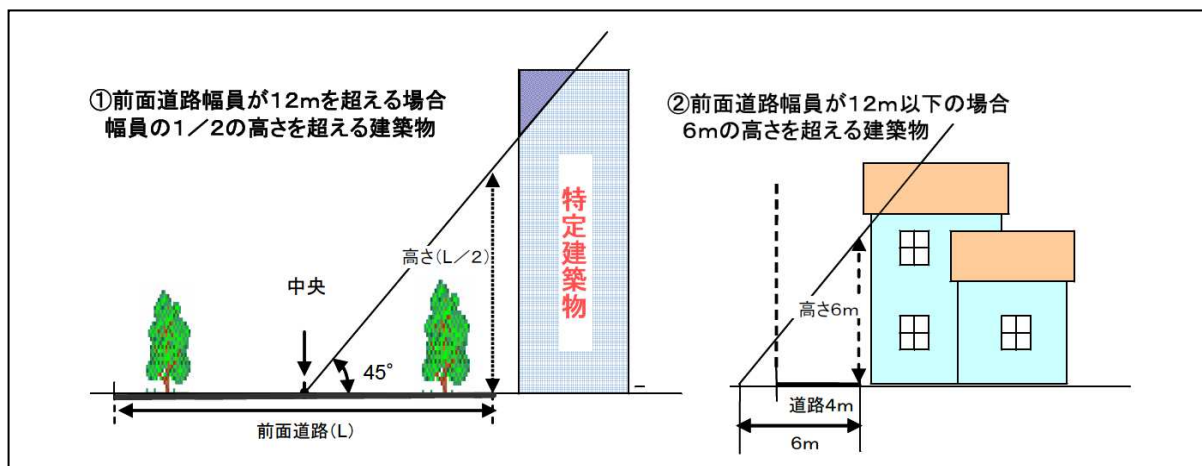 ①前面道路幅員が12mを超える場合
幅員の1/2の高さを超える建築物
特定建築物
高さ(L/2)
中央
45°
前面道路(L)
②前面道路幅員が12m以下の場合
6mの高さを超える建築物
高さ6m
道路4m
6m